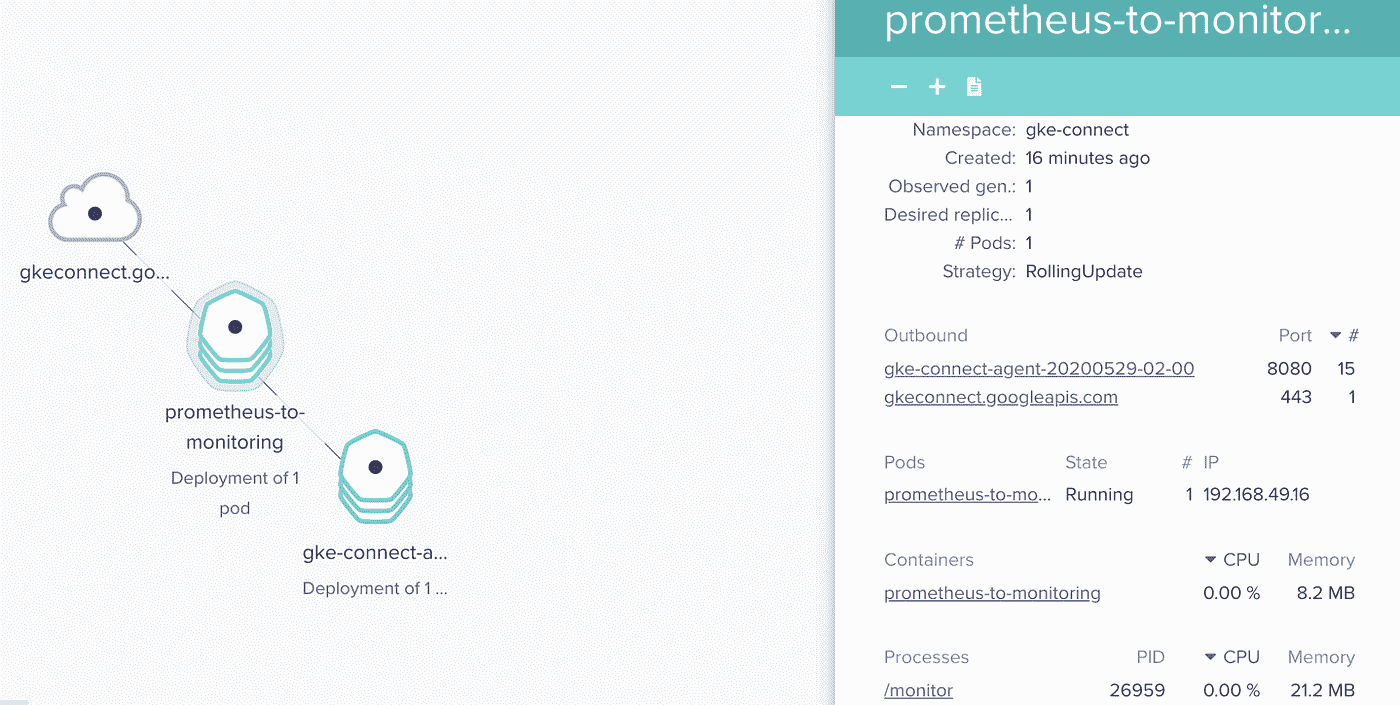 gkeconnect.go...
prometheus-to-
monitoring
Deployment of 1
pod
gke-connect-a...
Deployment of 1 ...
prometheus-to-monitor...
Namespace: gke-connect
Created: 16 minutes ago
Observed gen.: 1
Desired replic... 1
# Pods: 1
Strategy: RollingUpdate
Outbound Port #
gke-connect-agent-20200529-02-00 8080 15
gkeconnect.googleapis.com 443 1
Pods State # IP
prometheus-to-mo... Running 1 192.168.49.16
Containers CPU Memory
prometheus-to-monitoring 0.00 % 8.2 MB
Processes PID CPU Memory
/monitor 26959 0.00 % 21.2 MB